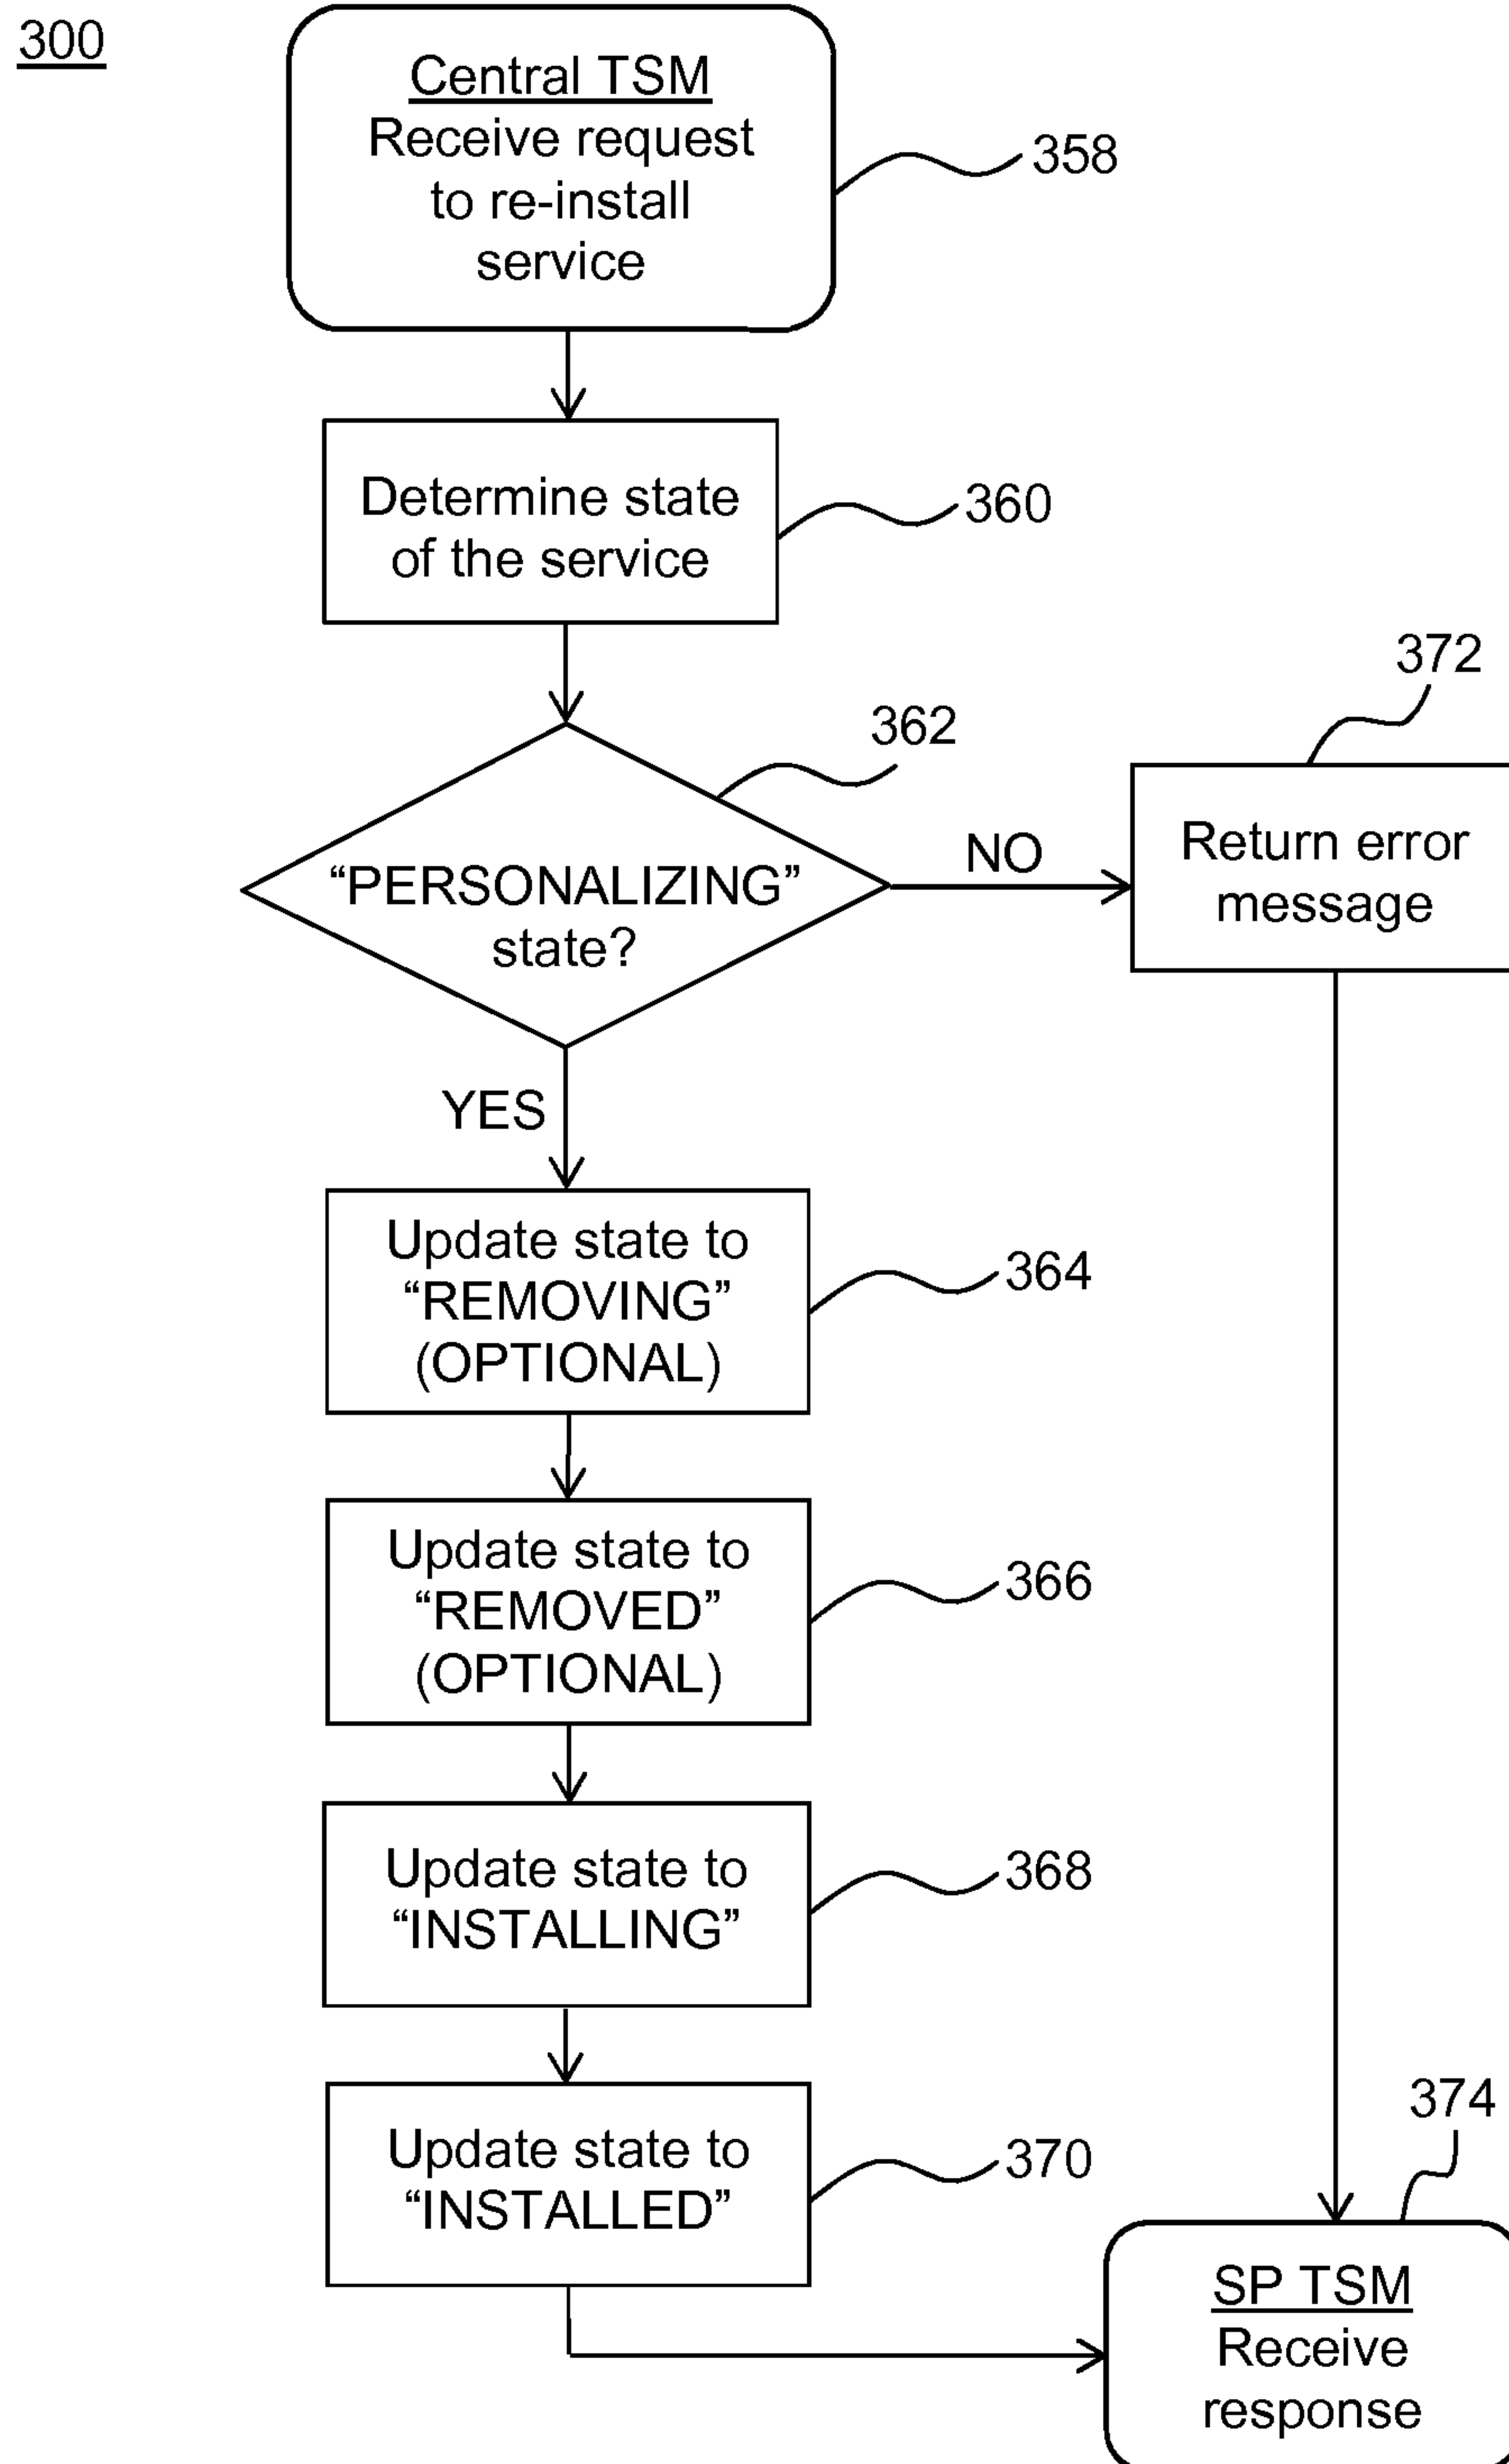 300
Central TSM
Receive request
to re-install
service
358
Determine state
of the service
360
372
362
“PERSONALIZING”
state?
NO
Return error
message
YES
Update state to
“REMOVING”
(OPTIONAL)
364
Update state to
“REMOVED”
(OPTIONAL)
366
Update state to
“INSTALLING”
368
Update state to
“INSTALLED”
370
374
SP TSM
Receive
response